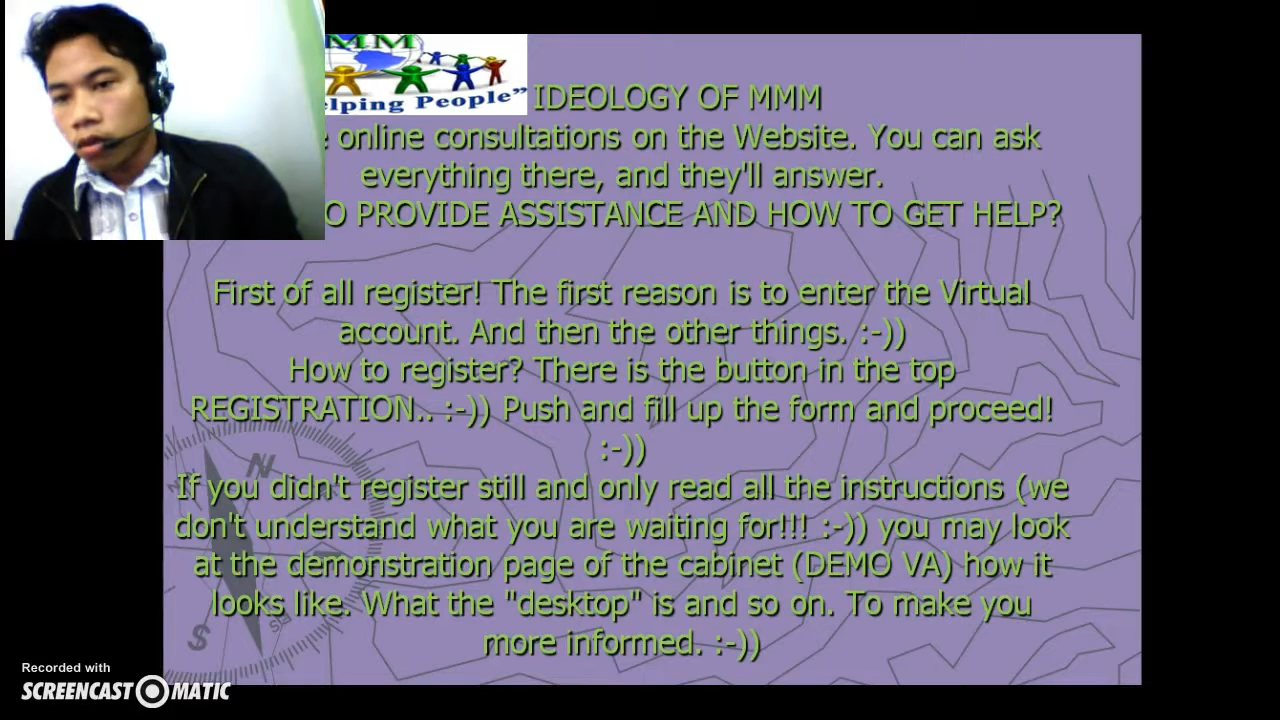 MMM
elping People”
IDEOLOGY OF MMM
online consultations on the Website. You can ask
everything there, and they'll answer.
O PROVIDE ASSISTANCE AND HOW TO GET HELP?
First of all register! The first reason is to enter the Virtual
account. And then the other things. :-))
How to register? There is the button in the top
REGISTRATION.. :-)) Push and fill up the form and proceed!
:-))
If you didn't register still and only read all the instructions (we
don't understand what you are waiting for!!! :-)) you may look
at the demonstration page of the cabinet (DEMO VA) how it
looks like. What the "desktop" is and so on. To make you
more informed. :-))
N
S
SE
Recorded with
SCREENCAST-O-MATIC